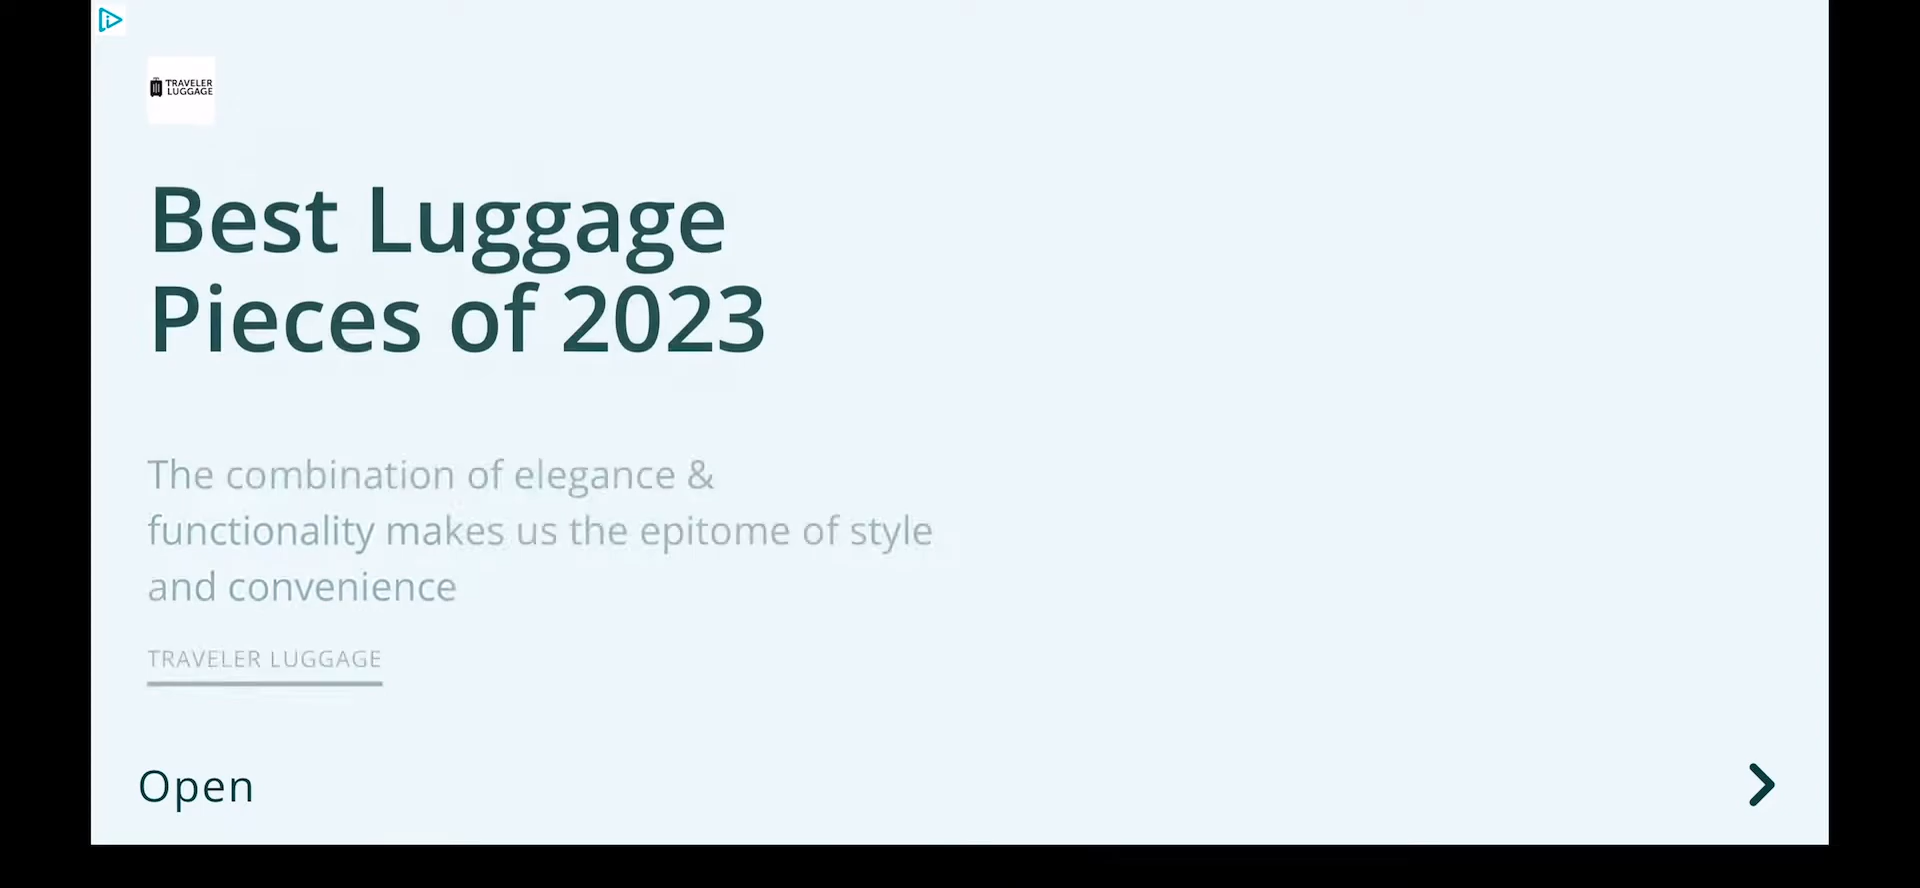 TRAVELER
LUGGAGE
Best Luggage
Pieces of 2023
The combination of elegance &
functionality makes us the epitome of style
and convenience
TRAVELER LUGGAGE
Open